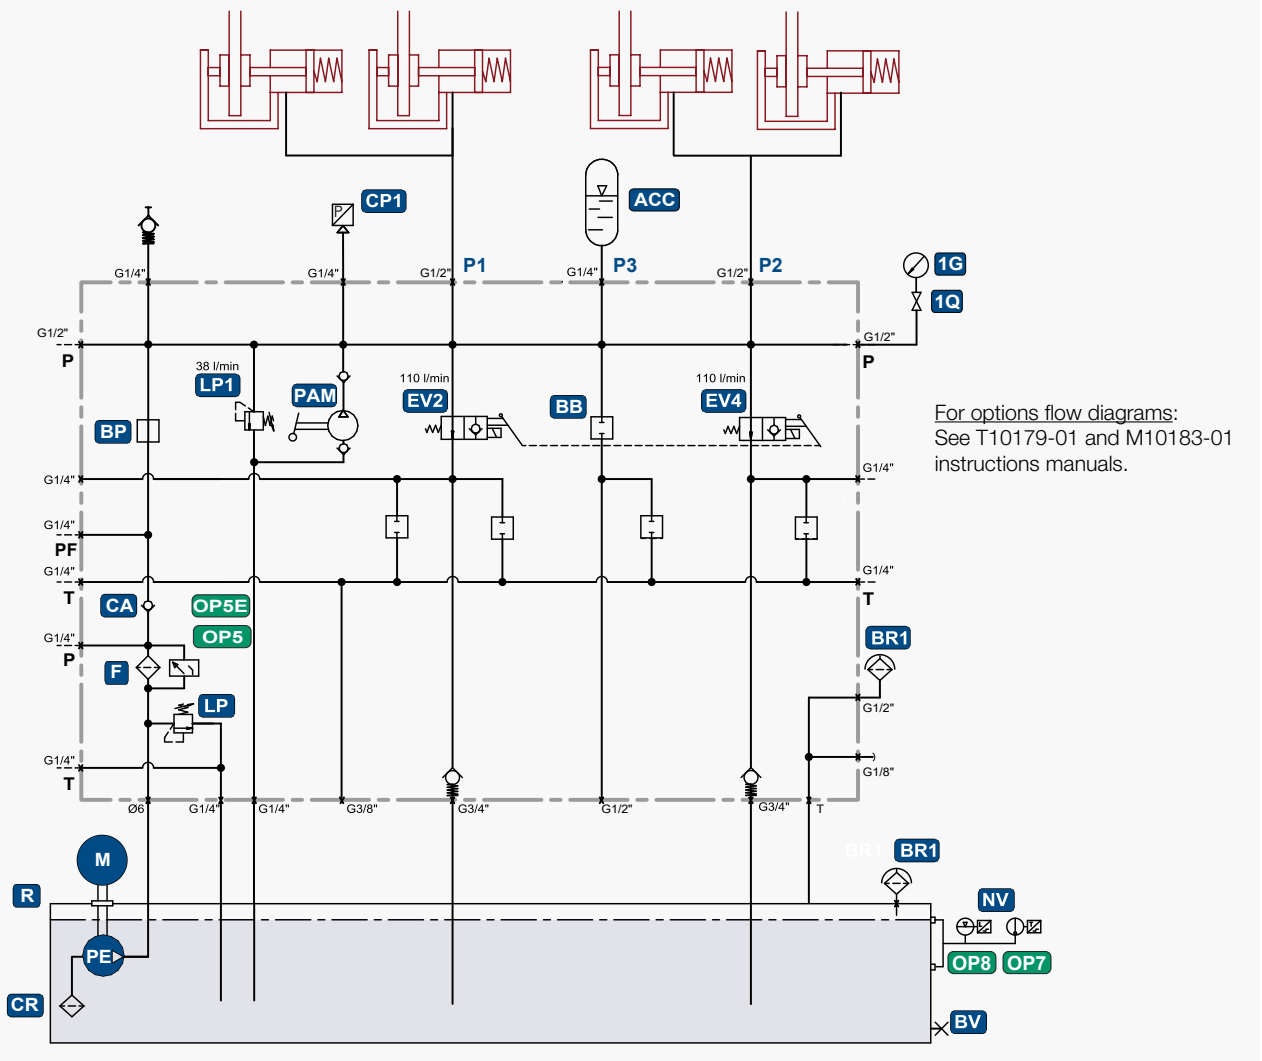 CP1
ACC
G1/4"
G1/4"
G1/2"
P1
G1/4"
P3
G1/2"
P2
1G
1Q
G1/2"
P
G1/2"
P
38 l/min
LP1
PAM
110 l/min
EV2
BB
110 l/min
EV4
BP
For options flow diagrams:
See T10179-01 and M10183-01
instructions manuals.
G1/4"
G1/4"
G1/4"
PF
G1/4"
T
G1/4"
T
CA
OP5E
OP5
G1/4"
P
F
BR1
LP
G1/2"
G1/4"
T
G1/8"
Ø6
G1/4"
G1/4"
G3/8"
G3/4"
G1/2"
G3/4"
T
M
BR1
BR1
R
NV
PE
OP8
OP7
CR
BV